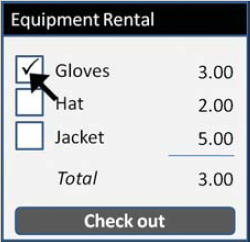 Equipment Rental
Gloves 3.00
Hat 2.00
Jacket 5.00
Total 3.00
Check out